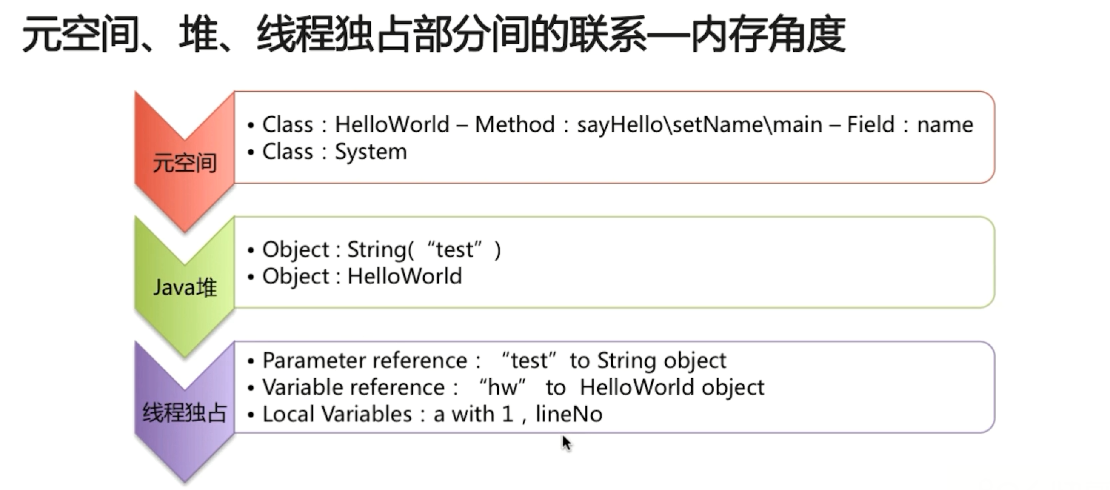 元空间、堆、线程独占部分间的联系—内存角度
元空间
• Class：HelloWorld – Method：sayHello\setName\main – Field：name
• Class：System
Java堆
• Object : String( “test” )
• Object : HelloWorld
线程独占
• Parameter reference： “test” to String object
• Variable reference： “hw” to HelloWorld object
• Local Variables：a with 1，lineNo